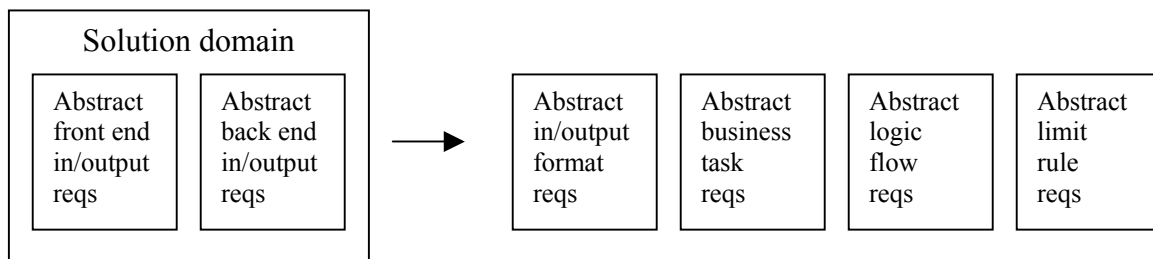 Solution domain
Abstract
front end
in/output
reqs
Abstract
back end
in/output
reqs
Abstract
in/output
format
reqs
Abstract
business
task
reqs
Abstract
logic
flow
reqs
Abstract
limit
rule
reqs